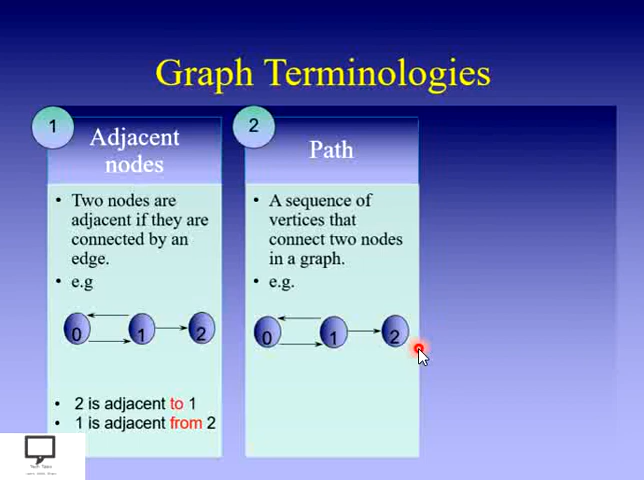 Graph Terminologies
1
Adjacent
nodes
• Two nodes are
adjacent if they are
connected by an
edge.
• e.g
0 1 2
• 2 is adjacent to 1
• 1 is adjacent from 2
2
Path
• A sequence of
vertices that
connect two nodes
in a graph.
• e.g.
0 1 2